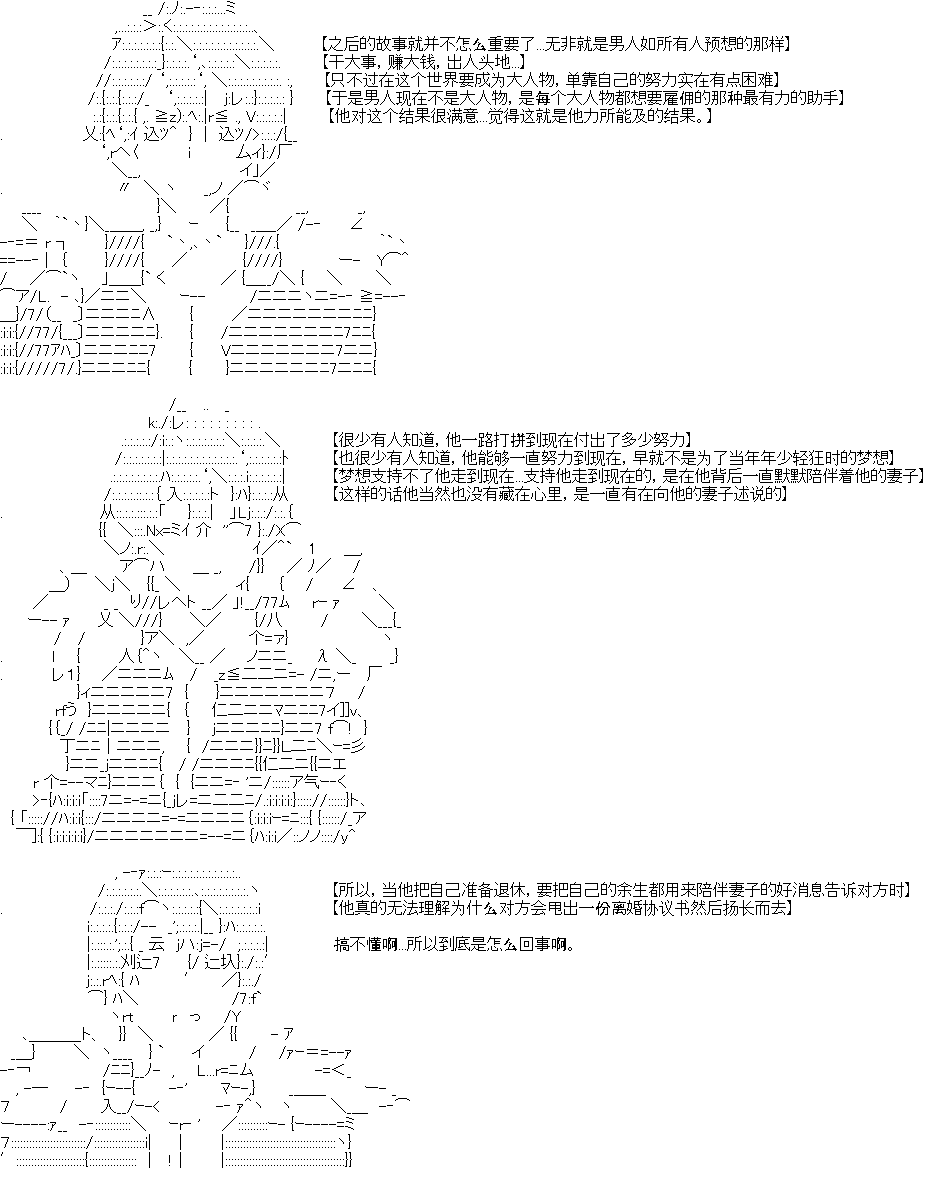 【之后的故事就并不怎么重要了...无非就是男人如所有人预想的那样】
【干大事，赚大钱，出人头地...】
【只不过在这个世界要成为大人物，单靠自己的努力实在有点困难】
【于是男人现在不是大人物，是每个大人物都想要雇佣的那种最有力的助手】
【他对这个结果很满意...觉得这就是他力所能及的结果。】
【很少有人知道，他一路打拼到现在付出了多少努力】
【也很少有人知道，他能够一直努力到现在，早就不是为了当年年少轻狂时的梦想】
【梦想支持不了他走到现在...支持他走到现在的，是在他背后一直默默陪伴着他的妻子】
【这样的话他当然也没有藏在心里，是一直有在向他的妻子述说的】
【所以，当他把自己准备退休，要把自己的余生都用来陪伴妻子的好消息告诉对方时】
【他真的无法理解为什么对方会甩出一份离婚协议书然后扬长而去】
搞不懂啊...所以到底是怎么回事啊。